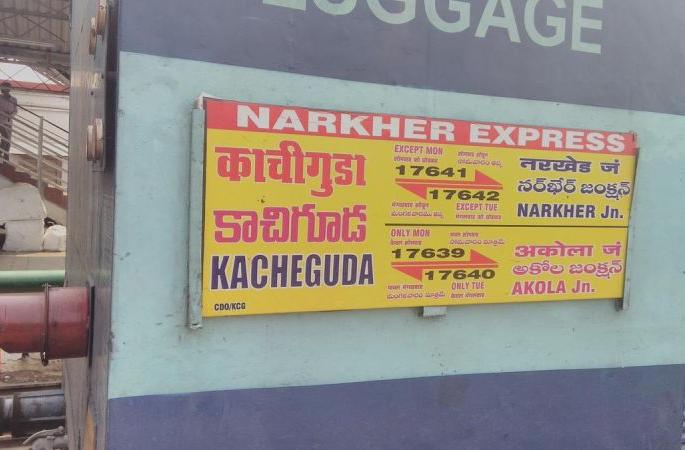 LUGGAGE
NARKHER EXPRESS
काचीगुडा
కాచిగూడ
KACHEGUDA
CDO/KCG
EXCEPT MON
17641
17642
EXCEPT TUE
नरखेड जं
నర్ఖేర్ జంక్షన్
NARKHER Jn.
ONLY MON
17639
17640
ONLY TUE
अकोला जं
అకోల జంక్షన్
AKOLA Jn.